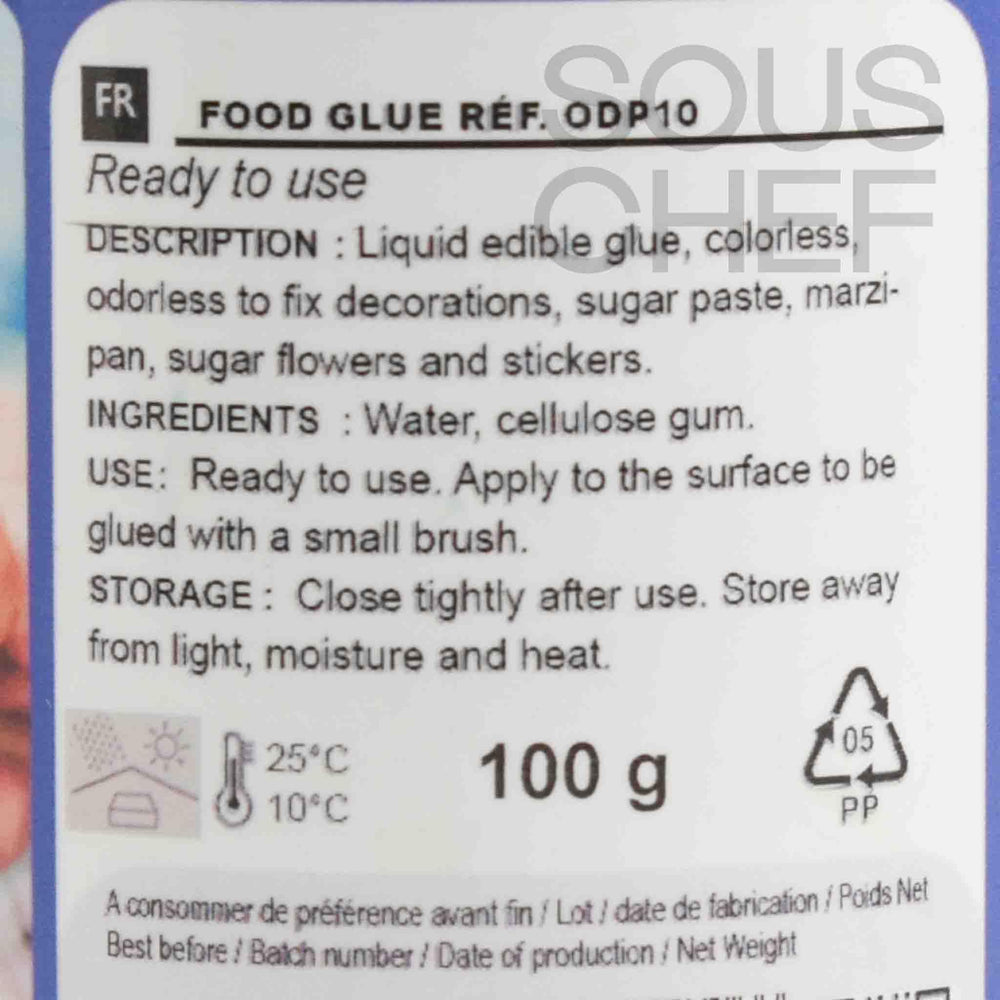 SOUS
CHEF
FR
FOOD GLUE RÉF. ODP10
Ready to use
DESCRIPTION : Liquid edible glue, colorless,
odorless to fix decorations, sugar paste, marzi-
pan, sugar flowers and stickers.
INGREDIENTS : Water, cellulose gum.
USE: Ready to use. Apply to the surface to be
glued with a small brush.
STORAGE : Close tightly after use. Store away
from light, moisture and heat.
25°C
10°C
100 g
05
PP
A consommer de préférence avant fin / Lot / date de fabrication / Poids Net
Best before / Batch number / Date of production / Net Weight